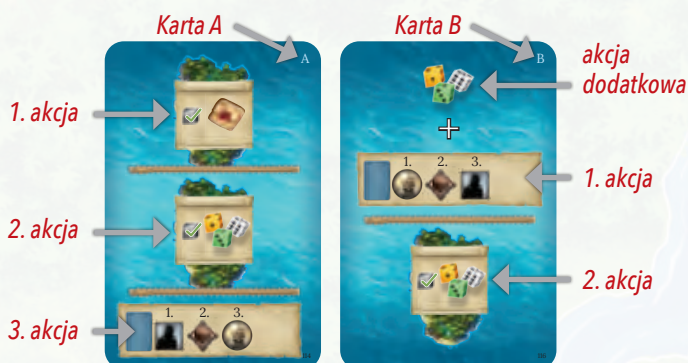 Karta A
Karta B
A
B
akcja
dodatkowa
1. akcja
1. 2. 3.
1. akcja
2. akcja
2. akcja
1. 2. 3.
3. akcja